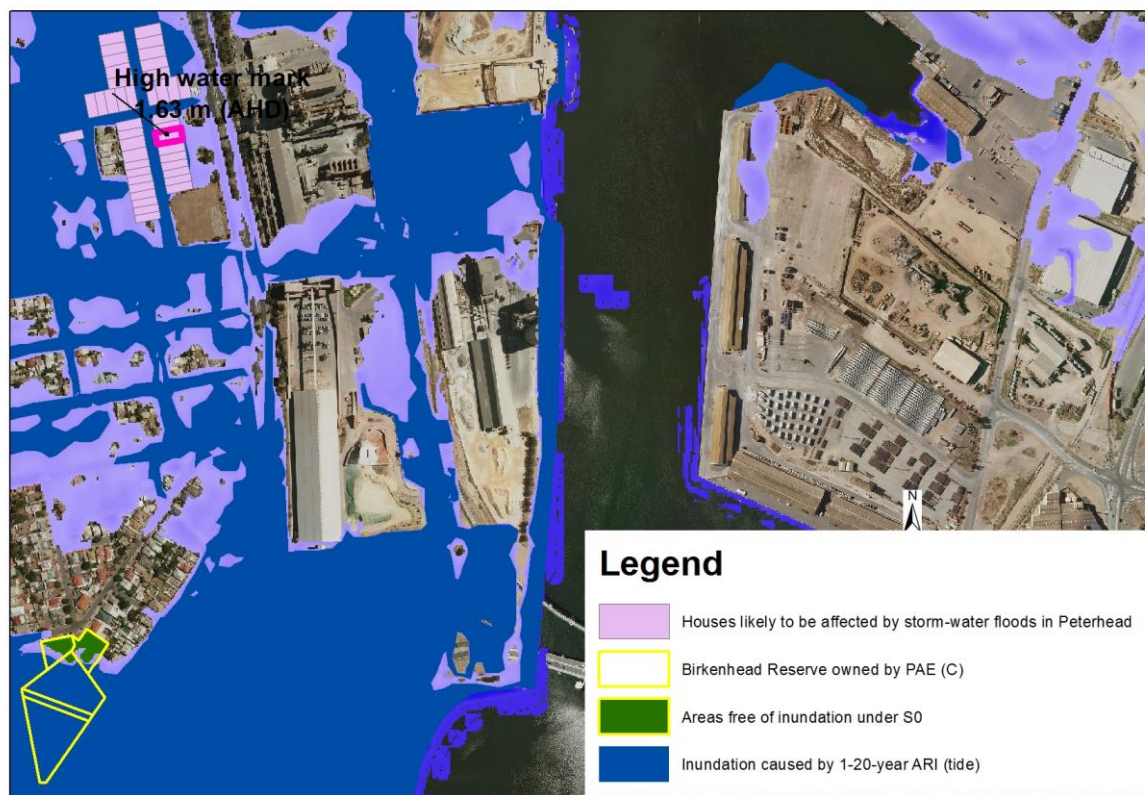 High water mark
1.63 m (AHD)
N
Legend
Houses likely to be affected by storm-water floods in Peterhead
Birkenhead Reserve owned by PAE (C)
Areas free of inundation under S0
Inundation caused by 1-20-year ARI (tide)